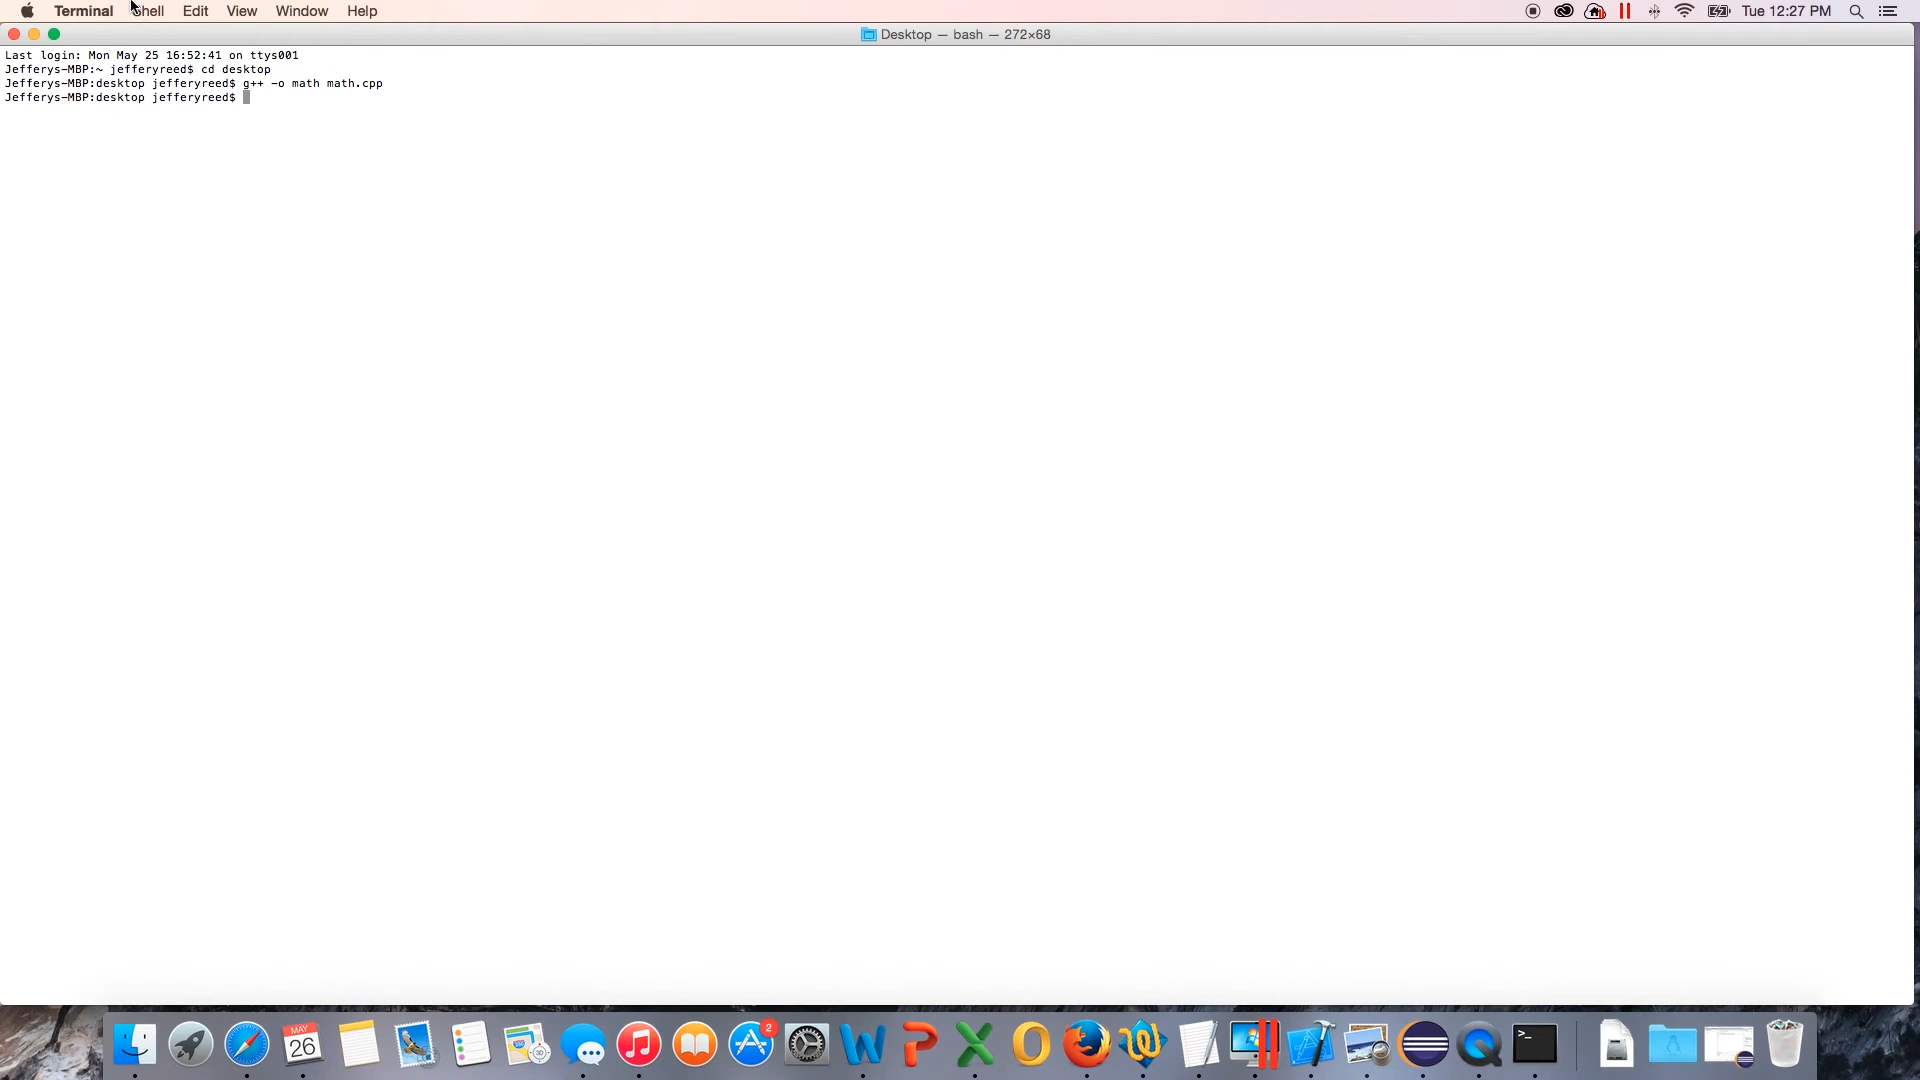 Terminal Shell Edit View Window Help Tue 12:27 PM
Desktop — bash — 272×68
Last login: Mon May 25 16:52:41 on ttys001
Jefferys-MBP:~ jefferyreed$ cd desktop
Jefferys-MBP:desktop jefferyreed$ g++ -o math math.cpp
Jefferys-MBP:desktop jefferyreed$
MAY
26
2